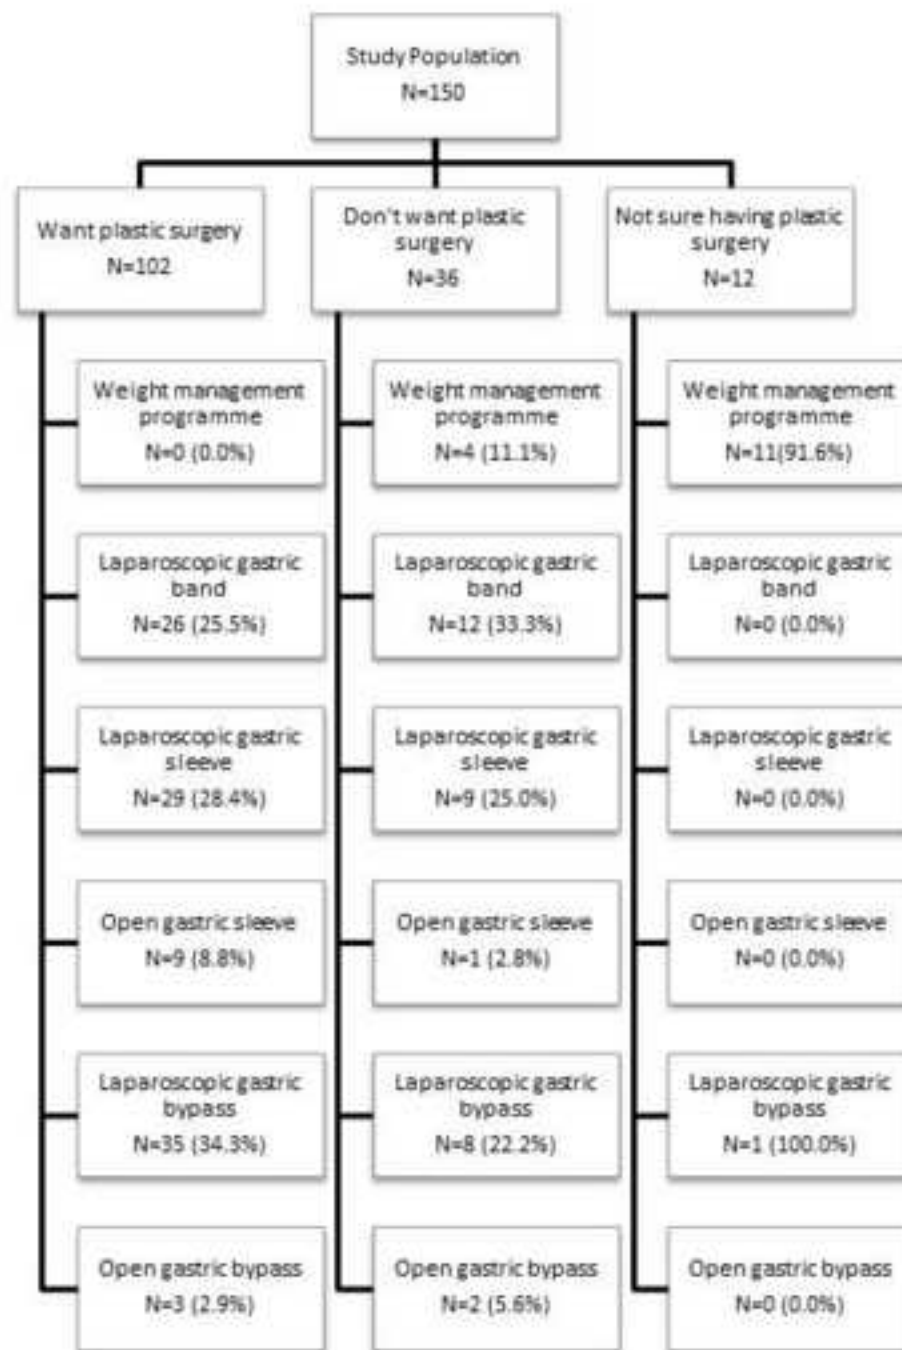 Study Population
N=150
Want plastic surgery
N=102
Don't want plastic
surgery
N=36
Not sure having plastic
surgery
N=12
Weight management
programme
N=0 (0.0%)
Laparoscopic gastric
band
N=26 (25.5%)
Laparoscopic gastric
sleeve
N=29 (28.4%)
Open gastric sleeve
N=9 (8.8%)
Laparoscopic gastric
bypass
N=35 (34.3%)
Open gastric bypass
N=3 (2.9%)
Weight management
programme
N=4 (11.1%)
Laparoscopic gastric
band
N=12 (33.3%)
Laparoscopic gastric
sleeve
N=9 (25.0%)
Open gastric sleeve
N=1 (2.8%)
Laparoscopic gastric
bypass
N=8 (22.2%)
Open gastric bypass
N=2 (5.6%)
Weight management
programme
N=11(91.6%)
Laparoscopic gastric
band
N=0 (0.0%)
Laparoscopic gastric
sleeve
N=0 (0.0%)
Open gastric sleeve
N=0 (0.0%)
Laparoscopic gastric
bypass
N=1 (100.0%)
Open gastric bypass
N=0 (0.0%)